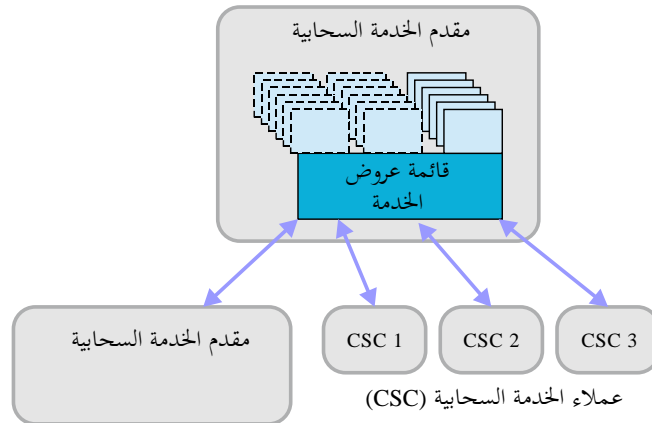 مقدم الخدمة السحابية
قائمة عروض
الخدمة
مقدم الخدمة السحابية
CSC 1
CSC 2
CSC 3
عملاء الخدمة السحابية (CSC)